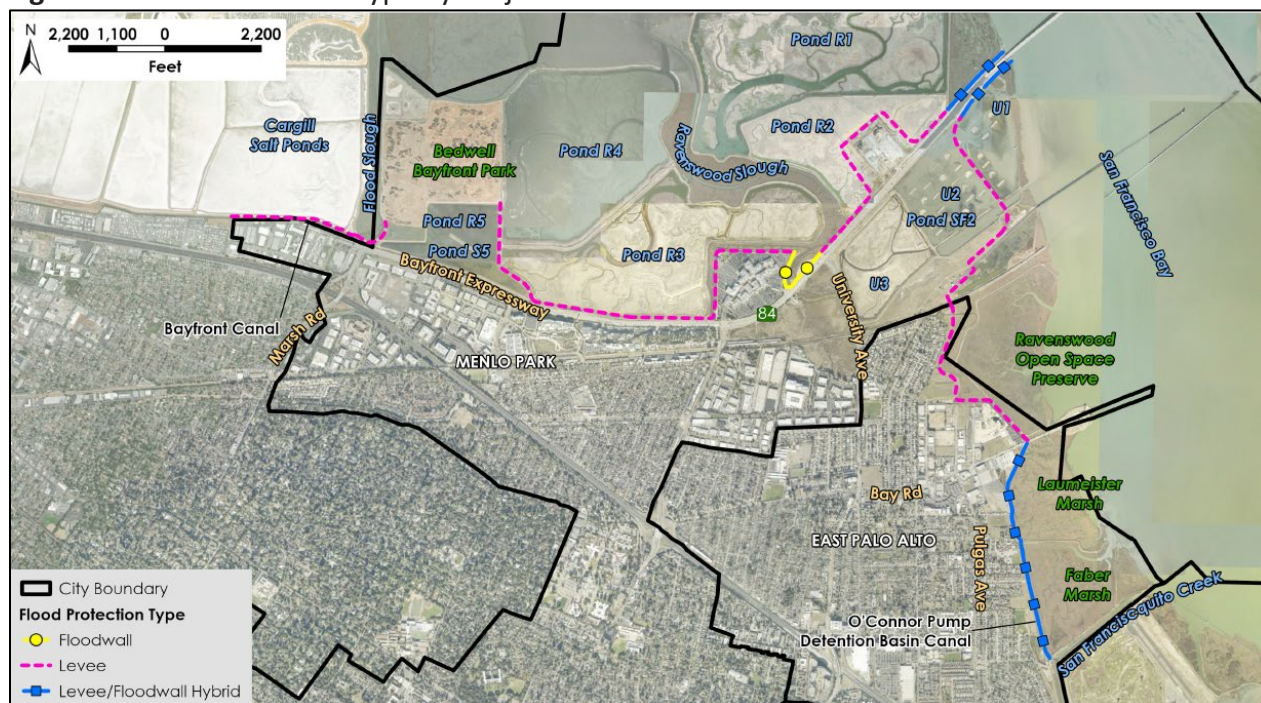 N
2,200 1,100 0 2,200
Feet
Pond R1
Cargill
Salt Ponds
Flood Slough
Bedwell
Bayfront Park
Pond R4
Ravenswood Slough
Pond R2
U1
San Francisco Bay
U2
Pond SF2
Pond R5
Pond S5
Pond R3
U3
Bayfront Expressway
84
University Ave
Bayfront Canal
Marsh Rd
MENLO PARK
Ravenswood
Open Space
Preserve
Bay Rd
Laumeister
Marsh
EAST PALO ALTO
Pulgas Ave
Faber
Marsh
O'Connor Pump
Detention Basin Canal
San Francisquito Creek
City Boundary
Flood Protection Type
Floodwall
Levee
Levee/Floodwall Hybrid